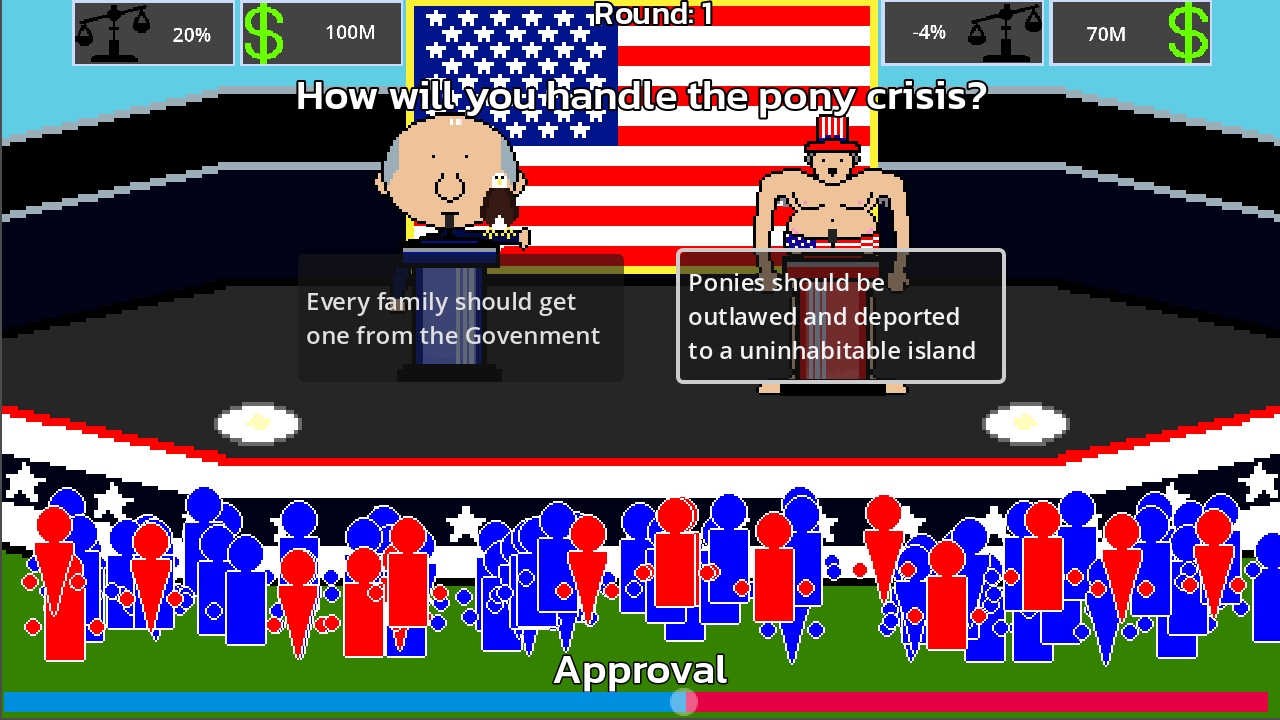 Round: 1
20%
100M
-4%
70M
How will you handle the pony crisis?
Every family should get
one from the Govenment
Ponies should be
outlawed and deported
to a uninhabitable island
Approval